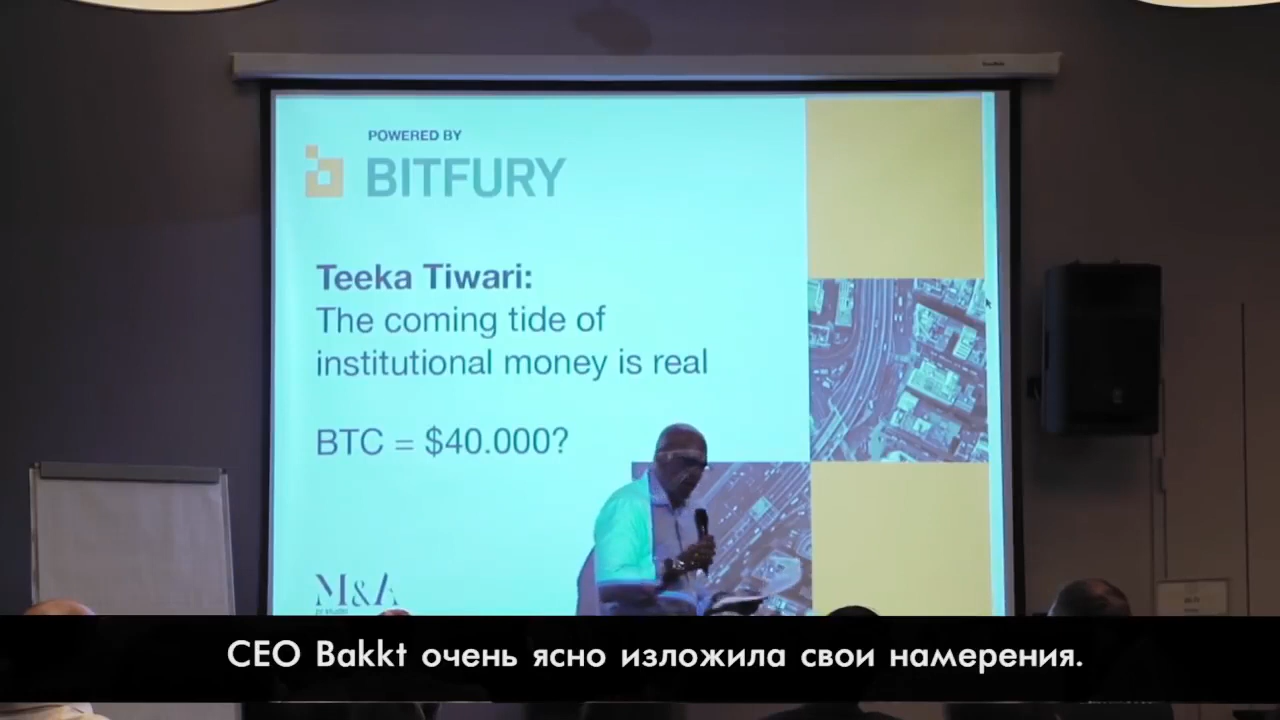 POWERED BY
BITFURY
Teeka Tiwari:
The coming tide of
institutional money is real
BTC = $40.000?
M&A
CEO Bakkt очень ясно изложила свои намерения.